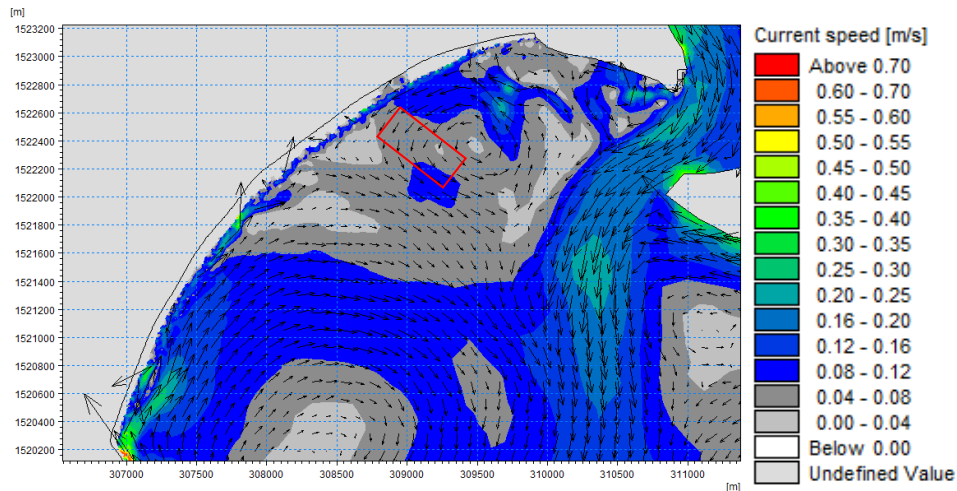 [m]
1523200
1523000
1522800
1522600
1522400
1522200
1522000
1521800
1521600
1521400
1521200
1521000
1520800
1520600
1520400
1520200
307000 307500 308000 308500 309000 309500 310000 310500 311000
[m]
Current speed [m/s]
Above 0.70
0.60 - 0.70
0.55 - 0.60
0.50 - 0.55
0.45 - 0.50
0.40 - 0.45
0.35 - 0.40
0.30 - 0.35
0.25 - 0.30
0.20 - 0.25
0.16 - 0.20
0.12 - 0.16
0.08 - 0.12
0.04 - 0.08
0.00 - 0.04
Below 0.00
Undefined Value